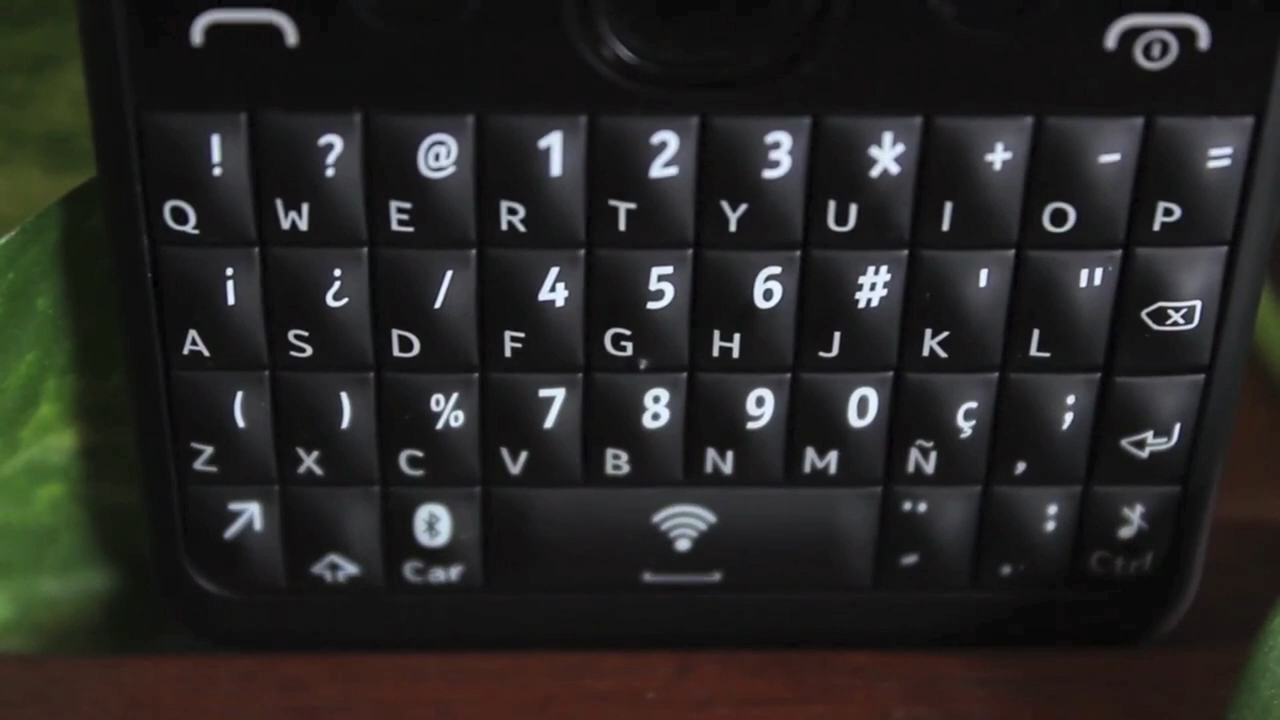 ! ? @ 1 2 3 * + - =
Q W E R T Y U I O P
¡ ¿ / 4 5 6 # ' "
A S D F G H J K L
( ) % 7 8 9 0 ç ;
Z X C V B N M Ñ ,
¨ :
Car ´ . Ctrl